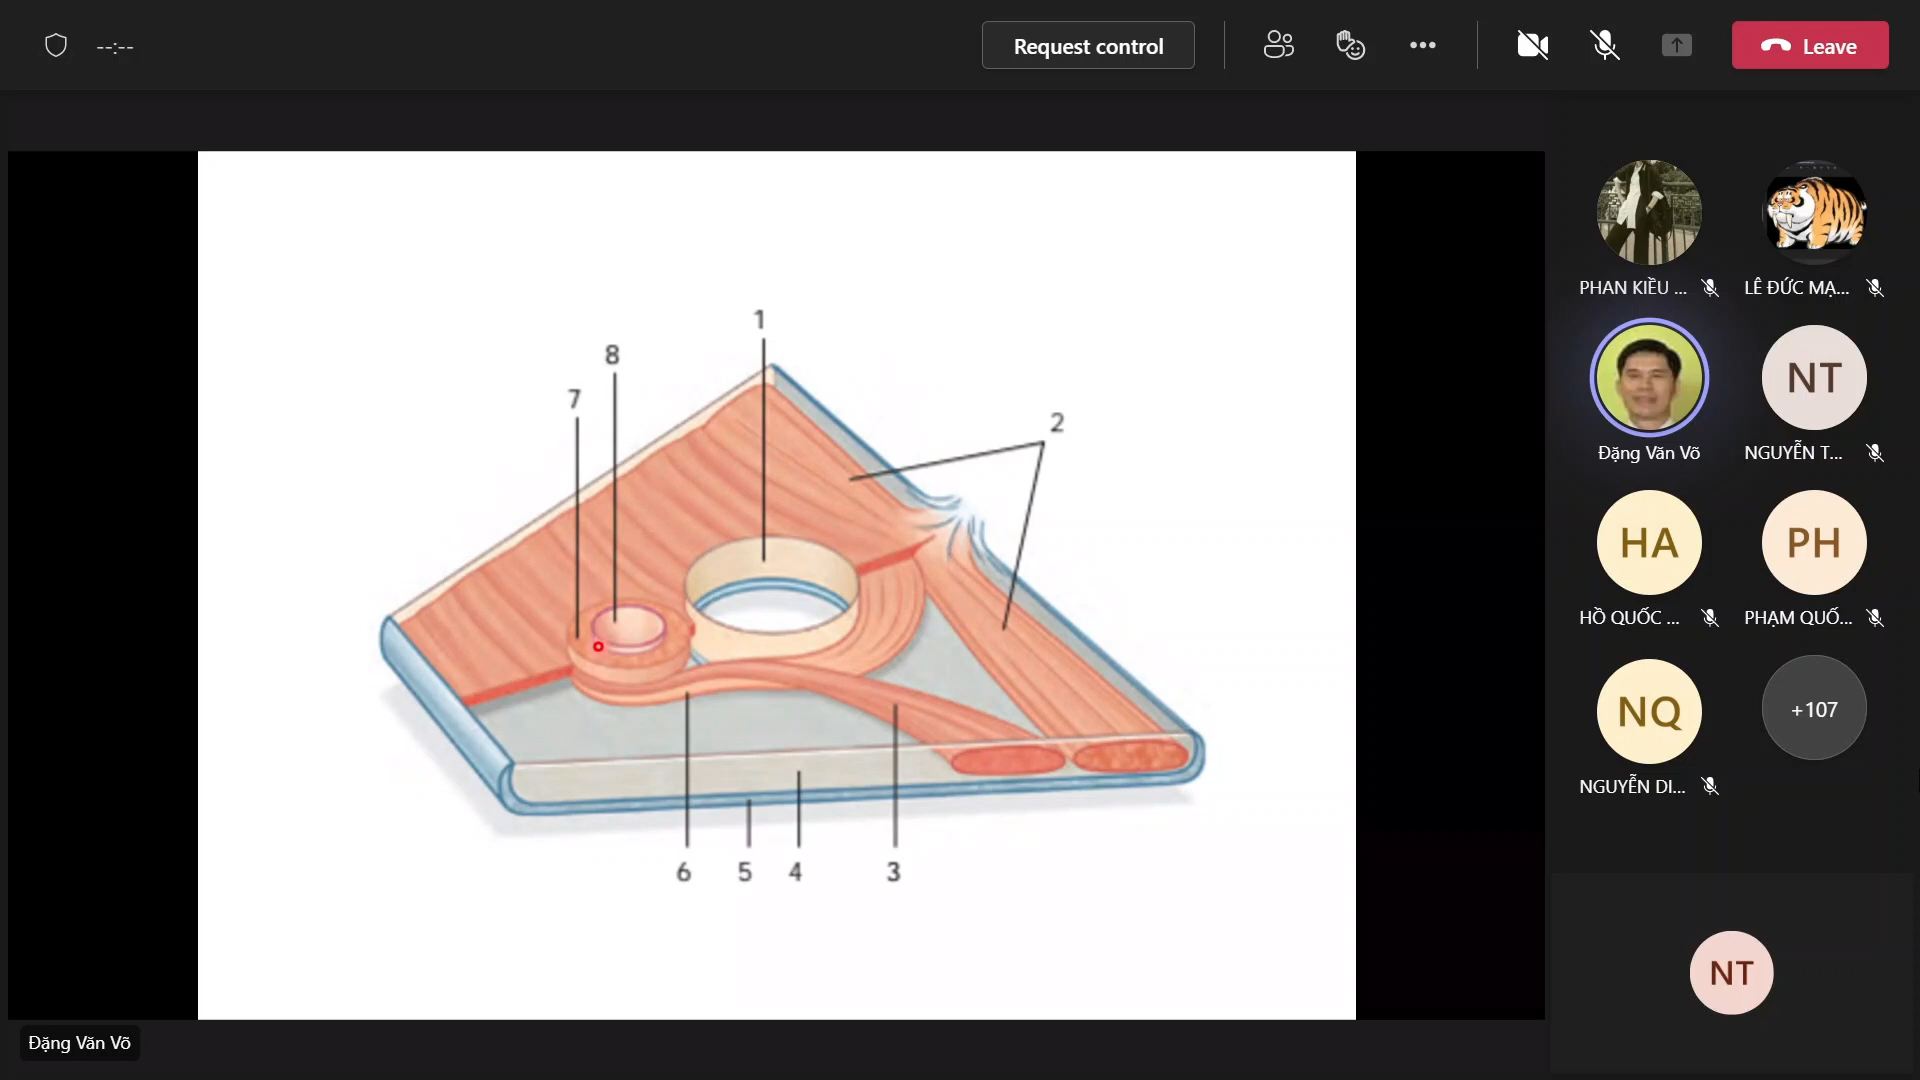 --:--
Request control
Leave
1
8
7
2
6
5
4
3
PHAN KIỀU ...
LÊ ĐỨC MẠ...
Đặng Văn Võ
NT
NGUYỄN T...
HA
HỒ QUỐC ...
PH
PHẠM QUỐ...
NQ
NGUYỄN DI...
+107
NT
Đặng Văn Võ